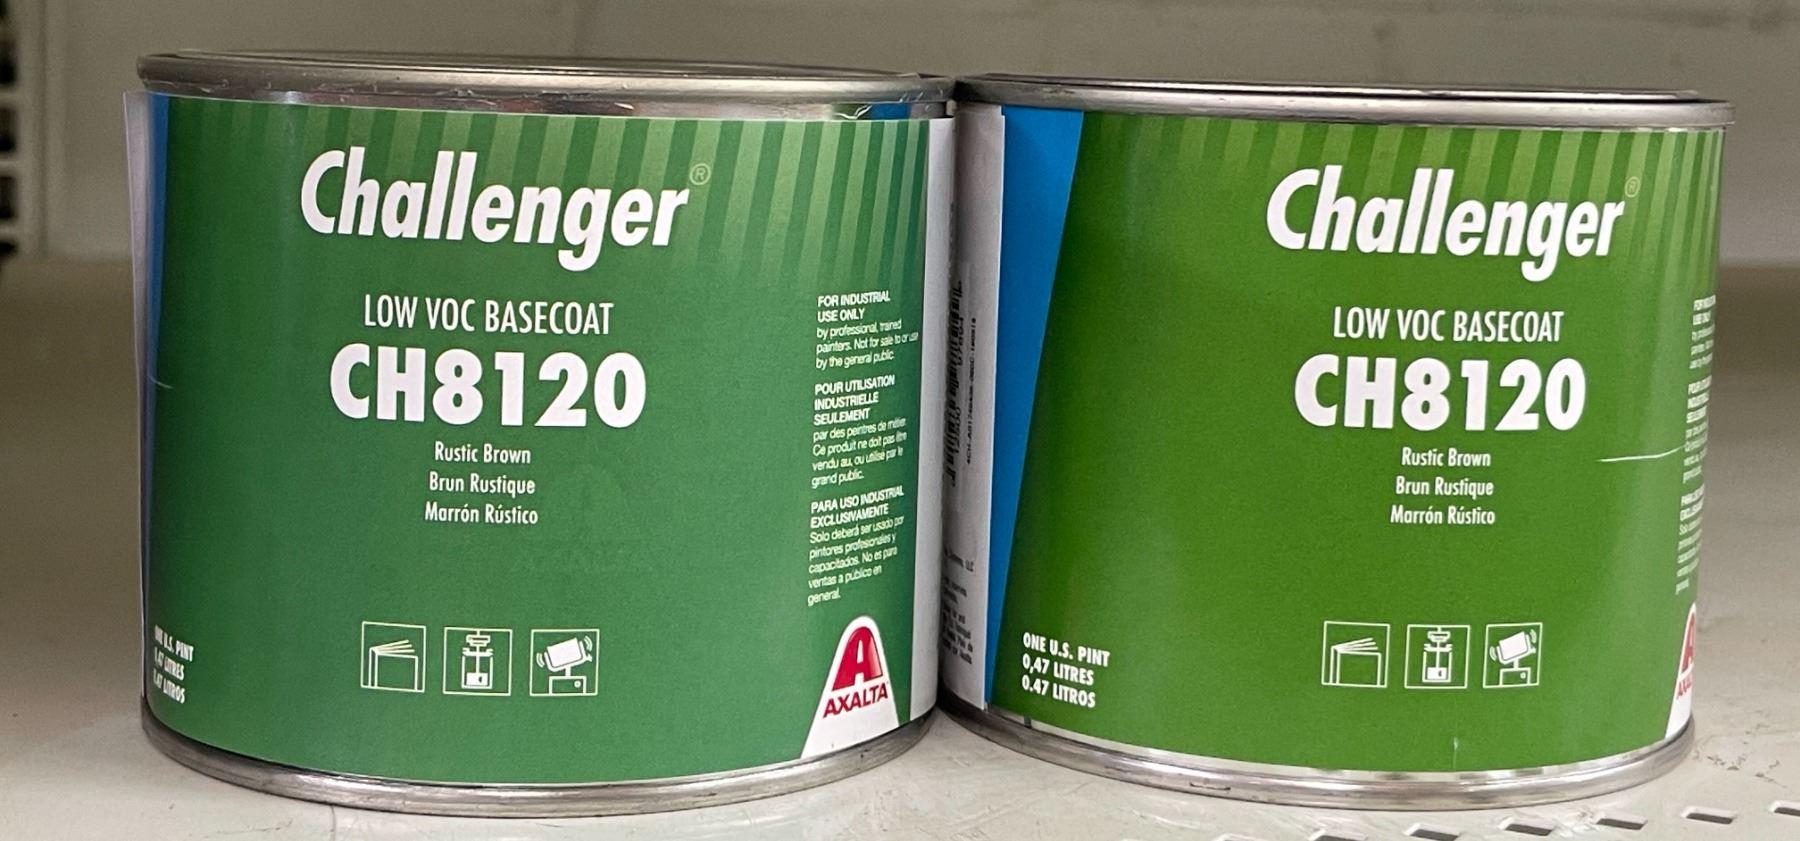 Challenger®
LOW VOC BASECOAT
CH8120
Rustic Brown
Brun Rustique
Marrón Rústico
FOR INDUSTRIAL
USE ONLY
by professional, trained
painters. Not for sale to or use
by the general public.
POUR UTILISATION
INDUSTRIELLE
SEULEMENT
par des peintres de métier.
Ce produit ne doit pas être
vendu au, ou utilisé par le
grand public.
PARA USO INDUSTRIAL
EXCLUSIVAMENTE
Solo deberá ser usado por
pintores profesionales y
capacitados. No es para
ventas a público en
general.
U.S. PINT
LITRES
LITROS
AXALTA
Challenger®
LOW VOC BASECOAT
CH8120
Rustic Brown
Brun Rustique
Marrón Rústico
ONE U.S. PINT
0,47 LITRES
0.47 LITROS